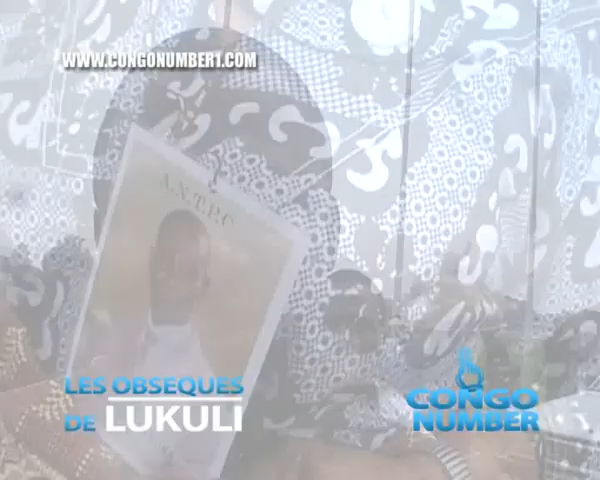 WWW.CONGONUMBER1.COM
A.N.T.P.C
LES OBSEQUES
DE LUKULI
CONGO
NUMBER